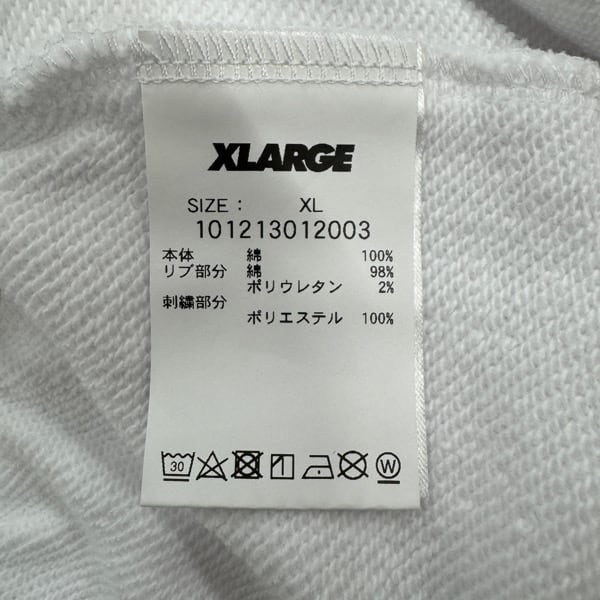 XLARGE
SIZE : XL
101213012003
本体 綿 100%
リブ部分 綿 98%
ポリウレタン 2%
刺繍部分
ポリエステル 100%
30 W